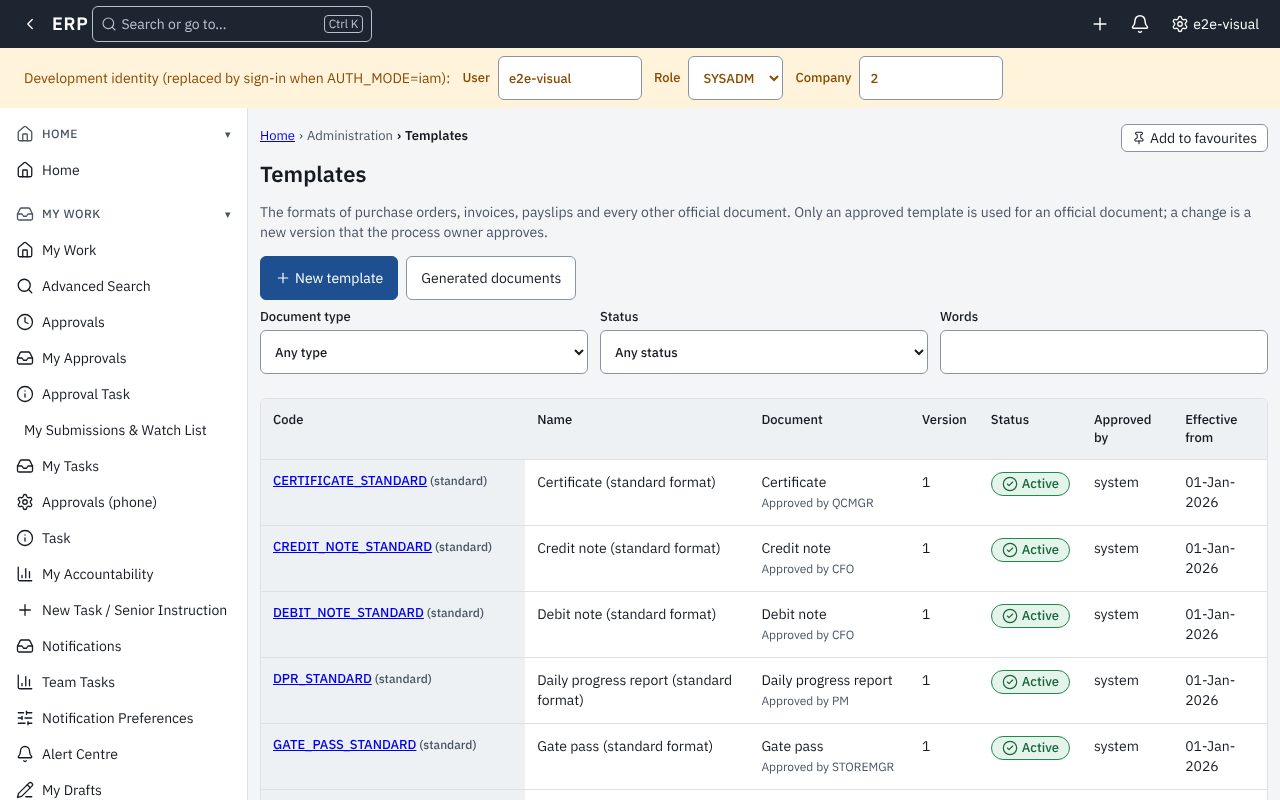 ERP
Search or go to...
Ctrl K
e2e-visual
Development identity (replaced by sign-in when AUTH_MODE=iam):
User
e2e-visual
Role
SYSADM
Company
2
HOME
Home
MY WORK
My Work
Advanced Search
Approvals
My Approvals
Approval Task
My Submissions & Watch List
My Tasks
Approvals (phone)
Task
My Accountability
New Task / Senior Instruction
Notifications
Team Tasks
Notification Preferences
Alert Centre
My Drafts
Home › Administration › Templates
Add to favourites
Templates
The formats of purchase orders, invoices, payslips and every other official document. Only an approved template is used for an official document; a change is a
new version that the process owner approves.
New template
Generated documents
Document type
Status
Words
Any type
Any status
Code
Name
Document
Version
Status
Approved
by
Effective
from
CERTIFICATE_STANDARD (standard)
Certificate (standard format)
Certificate
Approved by QCMGR
1
Active
system
01-Jan-
2026
CREDIT_NOTE_STANDARD (standard)
Credit note (standard format)
Credit note
Approved by CFO
1
Active
system
01-Jan-
2026
DEBIT_NOTE_STANDARD (standard)
Debit note (standard format)
Debit note
Approved by CFO
1
Active
system
01-Jan-
2026
DPR_STANDARD (standard)
Daily progress report (standard
format)
Daily progress report
Approved by PM
1
Active
system
01-Jan-
2026
GATE_PASS_STANDARD (standard)
Gate pass (standard format)
Gate pass
Approved by STOREMGR
1
Active
system
01-Jan-
2026